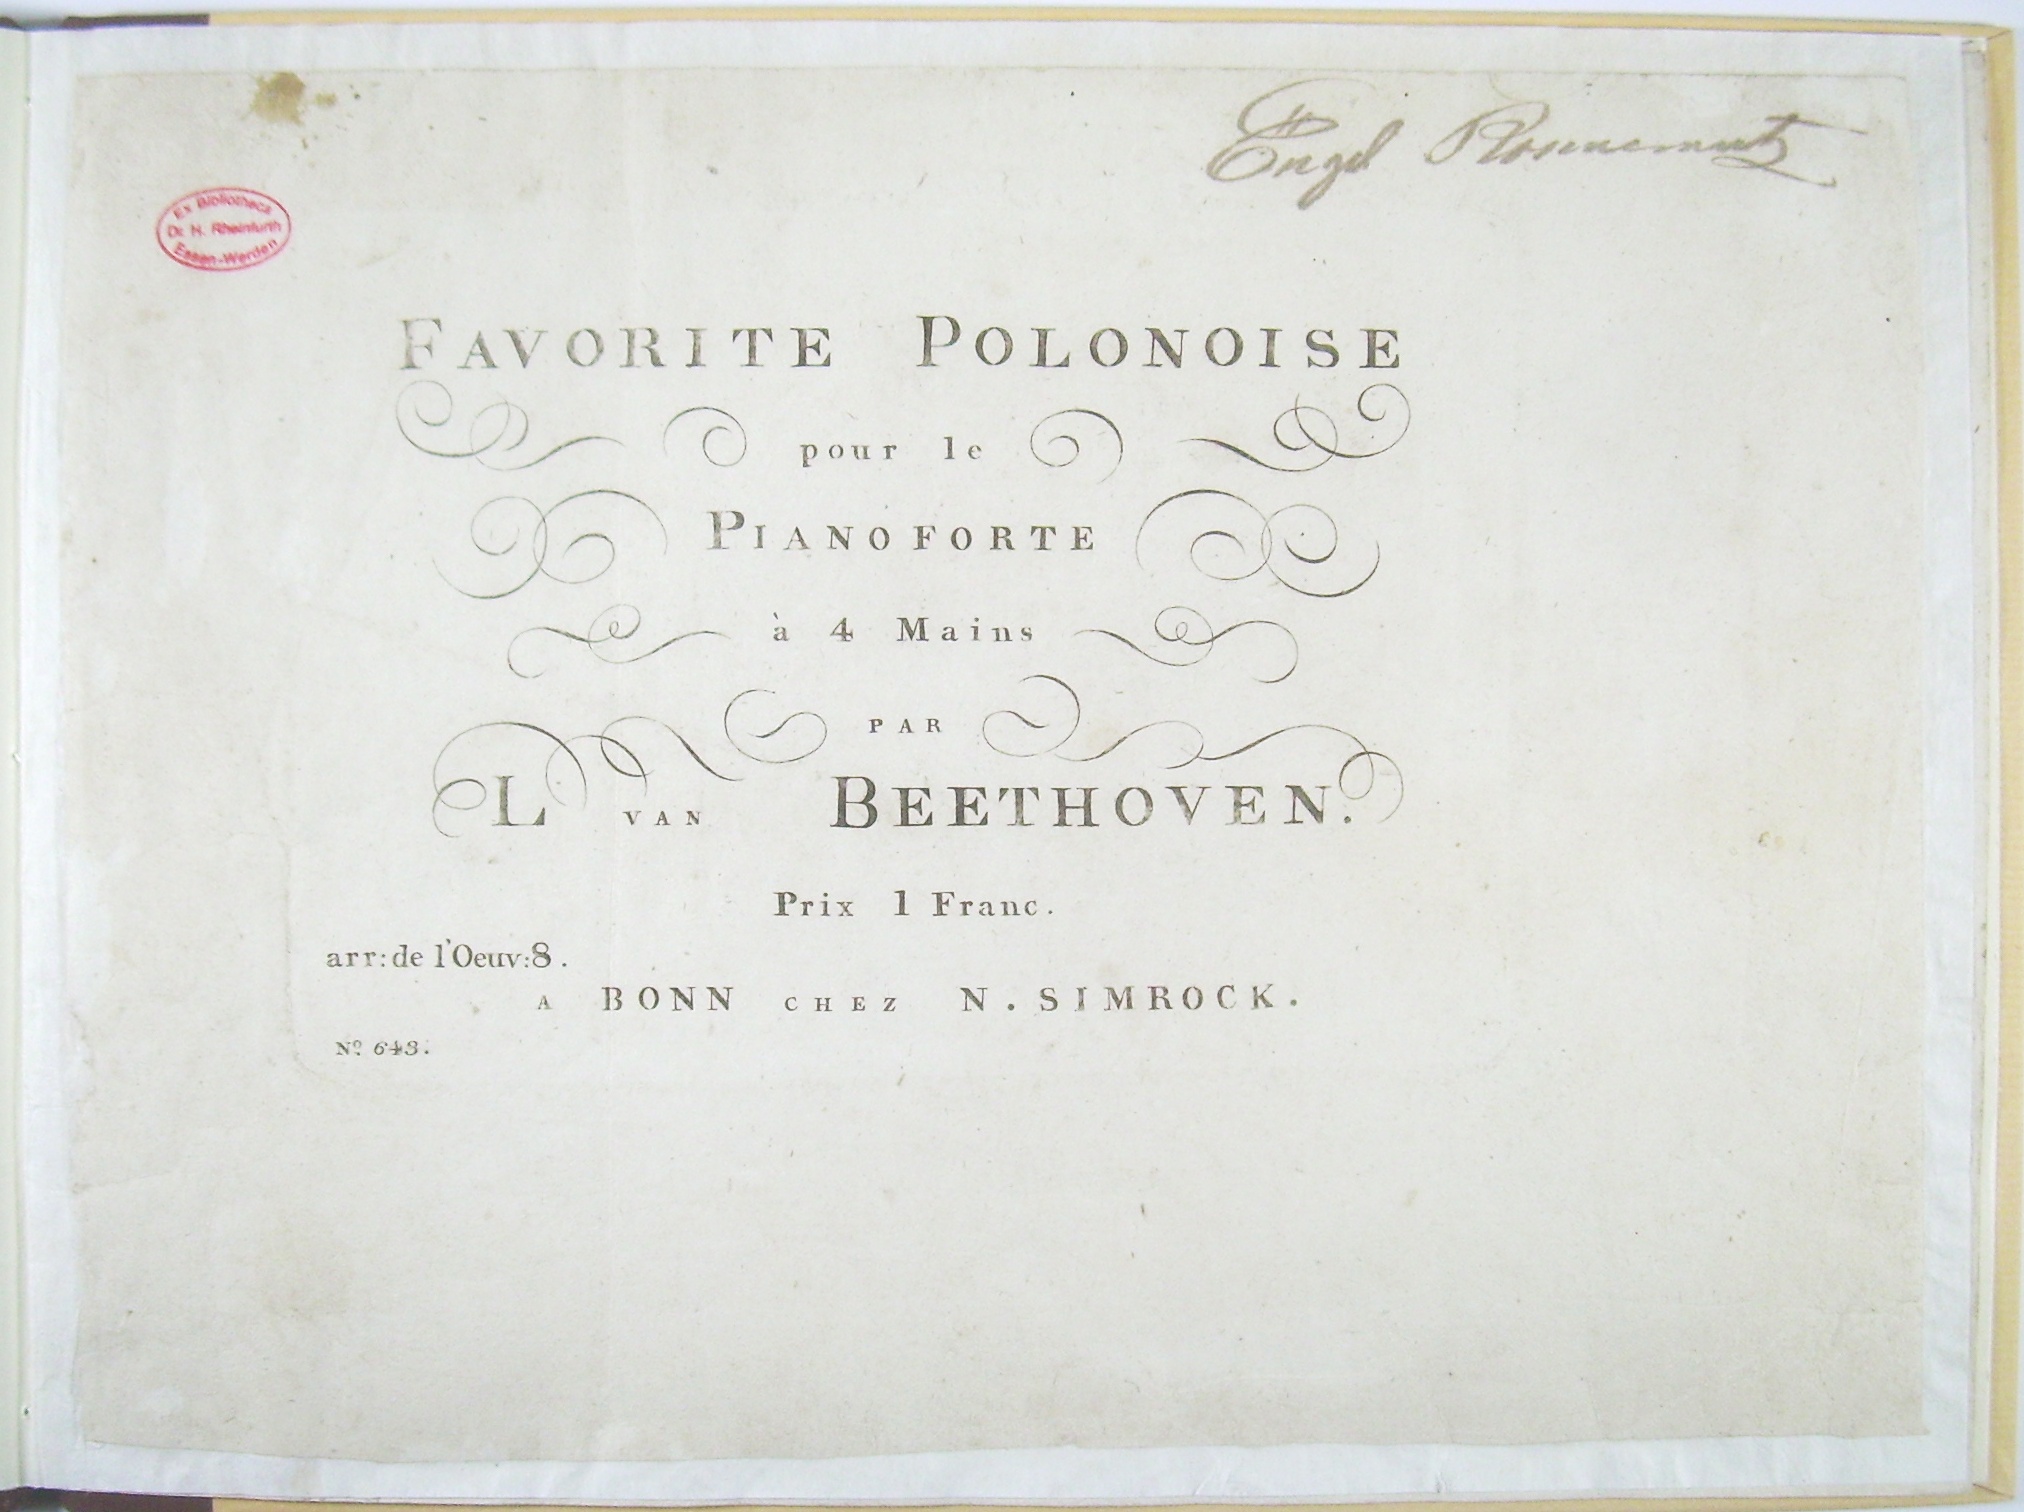 Engel
Ex Bibliotheca
Dr. H. Rheinfurth
Essen-Werden
FAVORITE POLONOISE
pour le
PIANOFORTE
à 4 Mains
PAR
L VAN BEETHOVEN.
Prix 1 Franc.
arr: de l'Oeuv: 8.
A BONN CHEZ N. SIMROCK.
Nº 643.